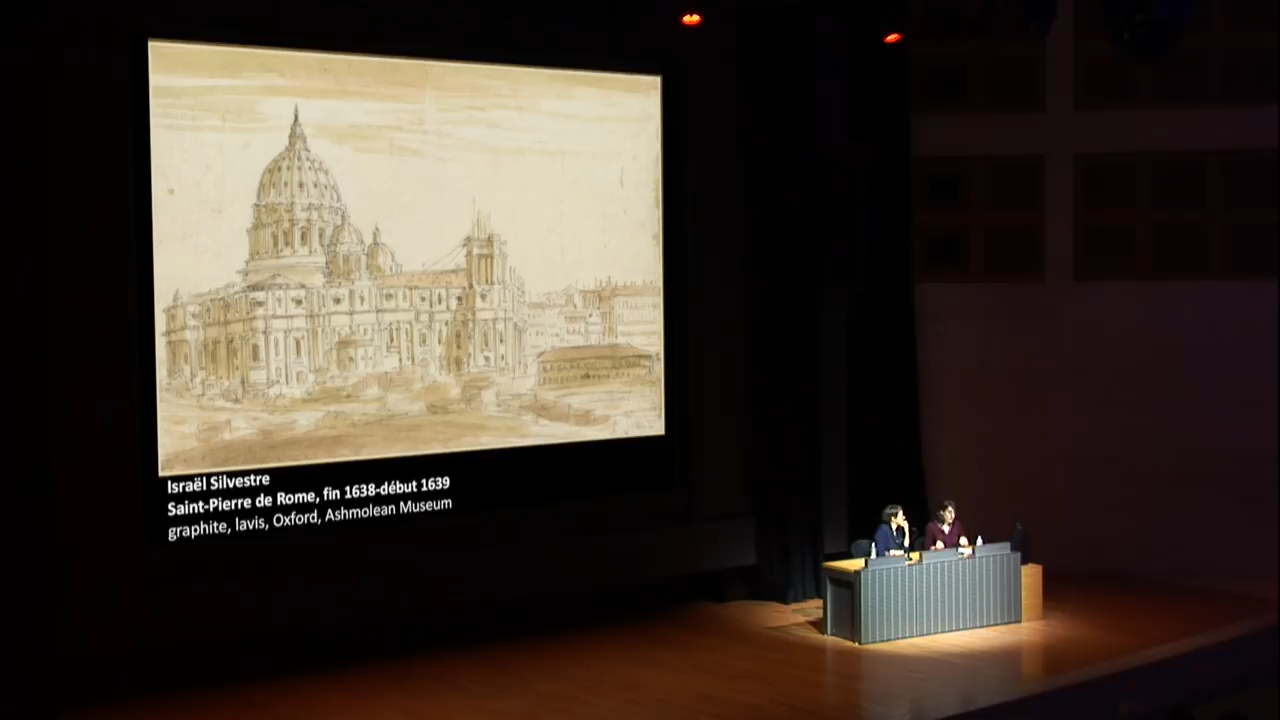 Israël Silvestre
Saint-Pierre de Rome, fin 1638-début 1639
graphite, lavis, Oxford, Ashmolean Museum